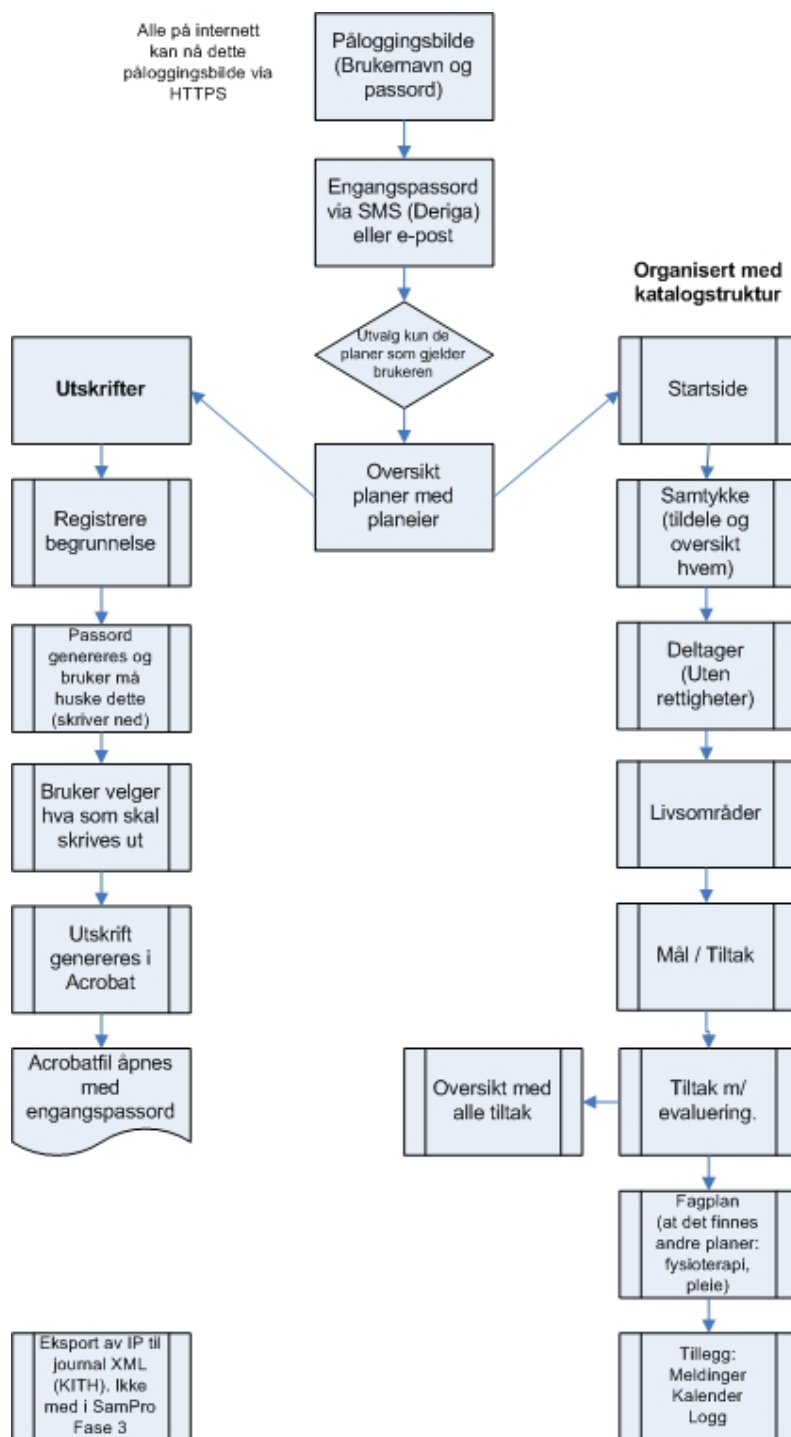 Alle på internett
kan nå dette
påloggingsbilde via
HTTPS
Påloggingsbilde
(Brukernavn og
passord)
Engangspassord
via SMS (Deriga)
eller e-post
Utvalg kun de
planer som gjelder
brukeren
Oversikt
planer med
planeier
Utskrifter
Registrere
begrunnelse
Passord
genereres og
bruker må
huske dette
(skriver ned)
Bruker velger
hva som skal
skrives ut
Utskrift
genereres i
Acrobat
Acrobatfil åpnes
med
engangspassord
Eksport av IP til
journal XML
(KITH). Ikke
med i SamPro
Fase 3
Organisert med
katalogstruktur
Startside
Samtykke
(tildele og
oversikt
hvem)
Deltager
(Uten
rettigheter)
Livsområder
Mål / Tiltak
Tiltak m/
evaluering.
Oversikt med
alle tiltak
Fagplan
(at det finnes
andre planer:
fysioterapi,
pleie)
Tillegg:
Meldinger
Kalender
Logg